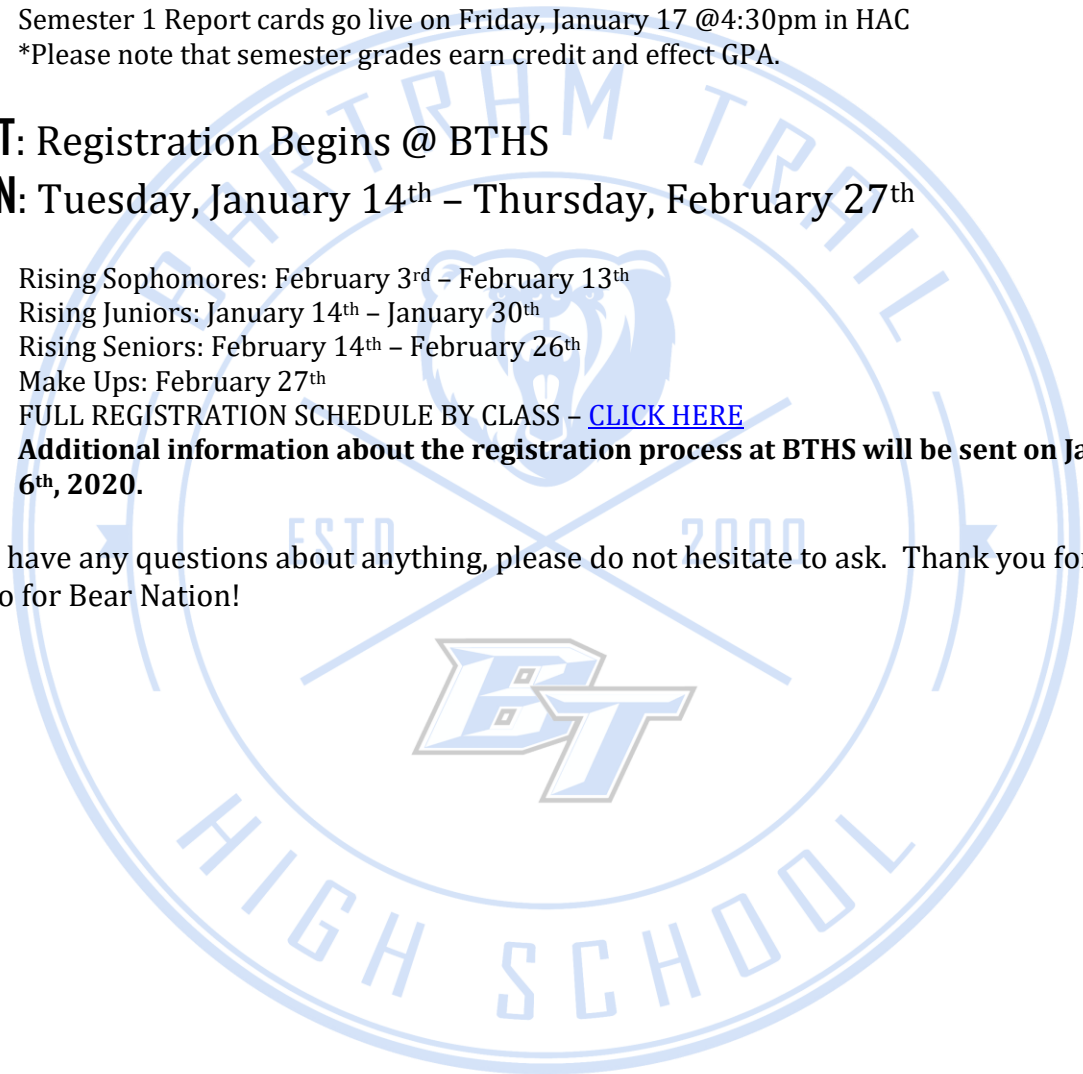 Semester 1 Report cards go live on Friday, January 17 @4:30pm in HAC
*Please note that semester grades earn credit and effect GPA.
T: Registration Begins @ BTHS
N: Tuesday, January 14th – Thursday, February 27th
Rising Sophomores: February 3rd – February 13th
Rising Juniors: January 14th – January 30th
Rising Seniors: February 14th – February 26th
Make Ups: February 27th
FULL REGISTRATION SCHEDULE BY CLASS – CLICK HERE
Additional information about the registration process at BTHS will be sent on Ja
6th, 2020.
have any questions about anything, please do not hesitate to ask.  Thank you for
o for Bear Nation!
BARTRAM TRAIL
ESTD 2000
BT
HIGH SCHOOL